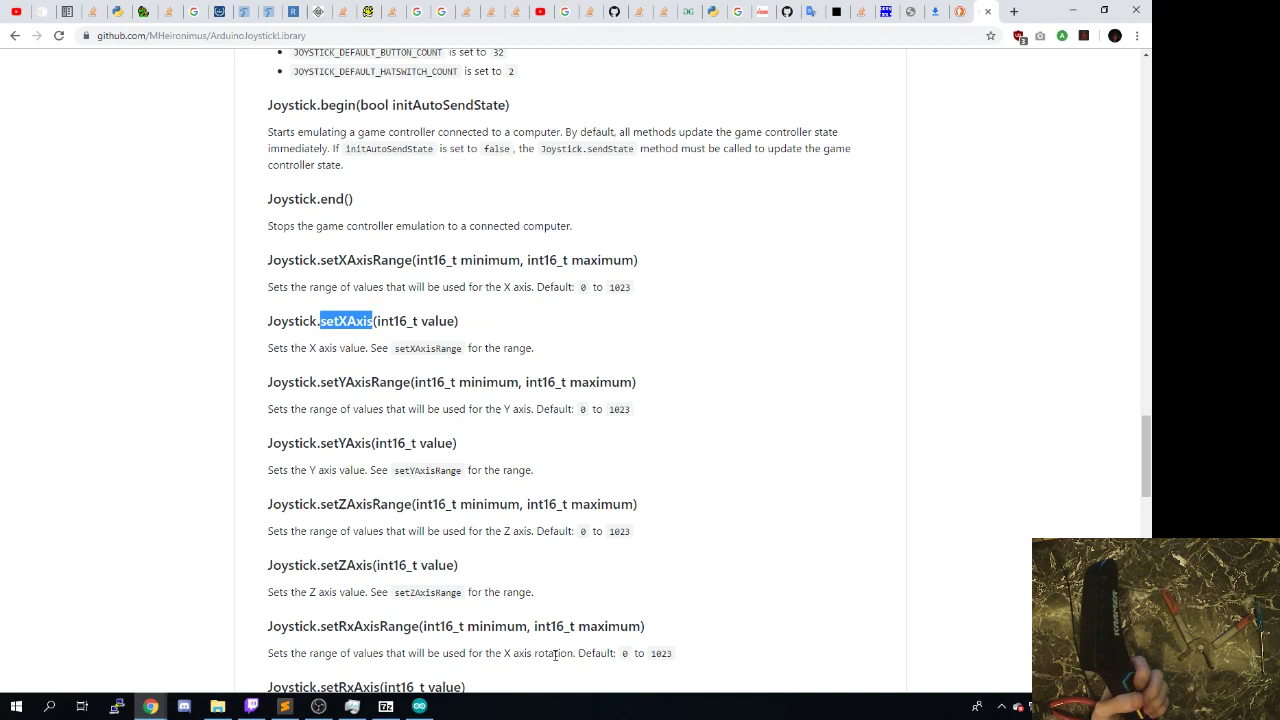 github.com/MHeironimus/ArduinoJoystickLibrary
JOYSTICK_DEFAULT_BUTTON_COUNT is set to 32
JOYSTICK_DEFAULT_HATSWITCH_COUNT is set to 2
Joystick.begin(bool initAutoSendState)
Starts emulating a game controller connected to a computer. By default, all methods update the game controller state
immediately. If initAutoSendState is set to false, the Joystick.sendState method must be called to update the game
controller state.
Joystick.end()
Stops the game controller emulation to a connected computer.
Joystick.setXAxisRange(int16_t minimum, int16_t maximum)
Sets the range of values that will be used for the X axis. Default: 0 to 1023
Joystick.setXAxis(int16_t value)
Sets the X axis value. See setXAxisRange for the range.
Joystick.setYAxisRange(int16_t minimum, int16_t maximum)
Sets the range of values that will be used for the Y axis. Default: 0 to 1023
Joystick.setYAxis(int16_t value)
Sets the Y axis value. See setYAxisRange for the range.
Joystick.setZAxisRange(int16_t minimum, int16_t maximum)
Sets the range of values that will be used for the Z axis. Default: 0 to 1023
Joystick.setZAxis(int16_t value)
Sets the Z axis value. See setZAxisRange for the range.
Joystick.setRxAxisRange(int16_t minimum, int16_t maximum)
Sets the range of values that will be used for the X axis rotation. Default: 0 to 1023
Joystick.setRxAxis(int16_t value)
KRAMER